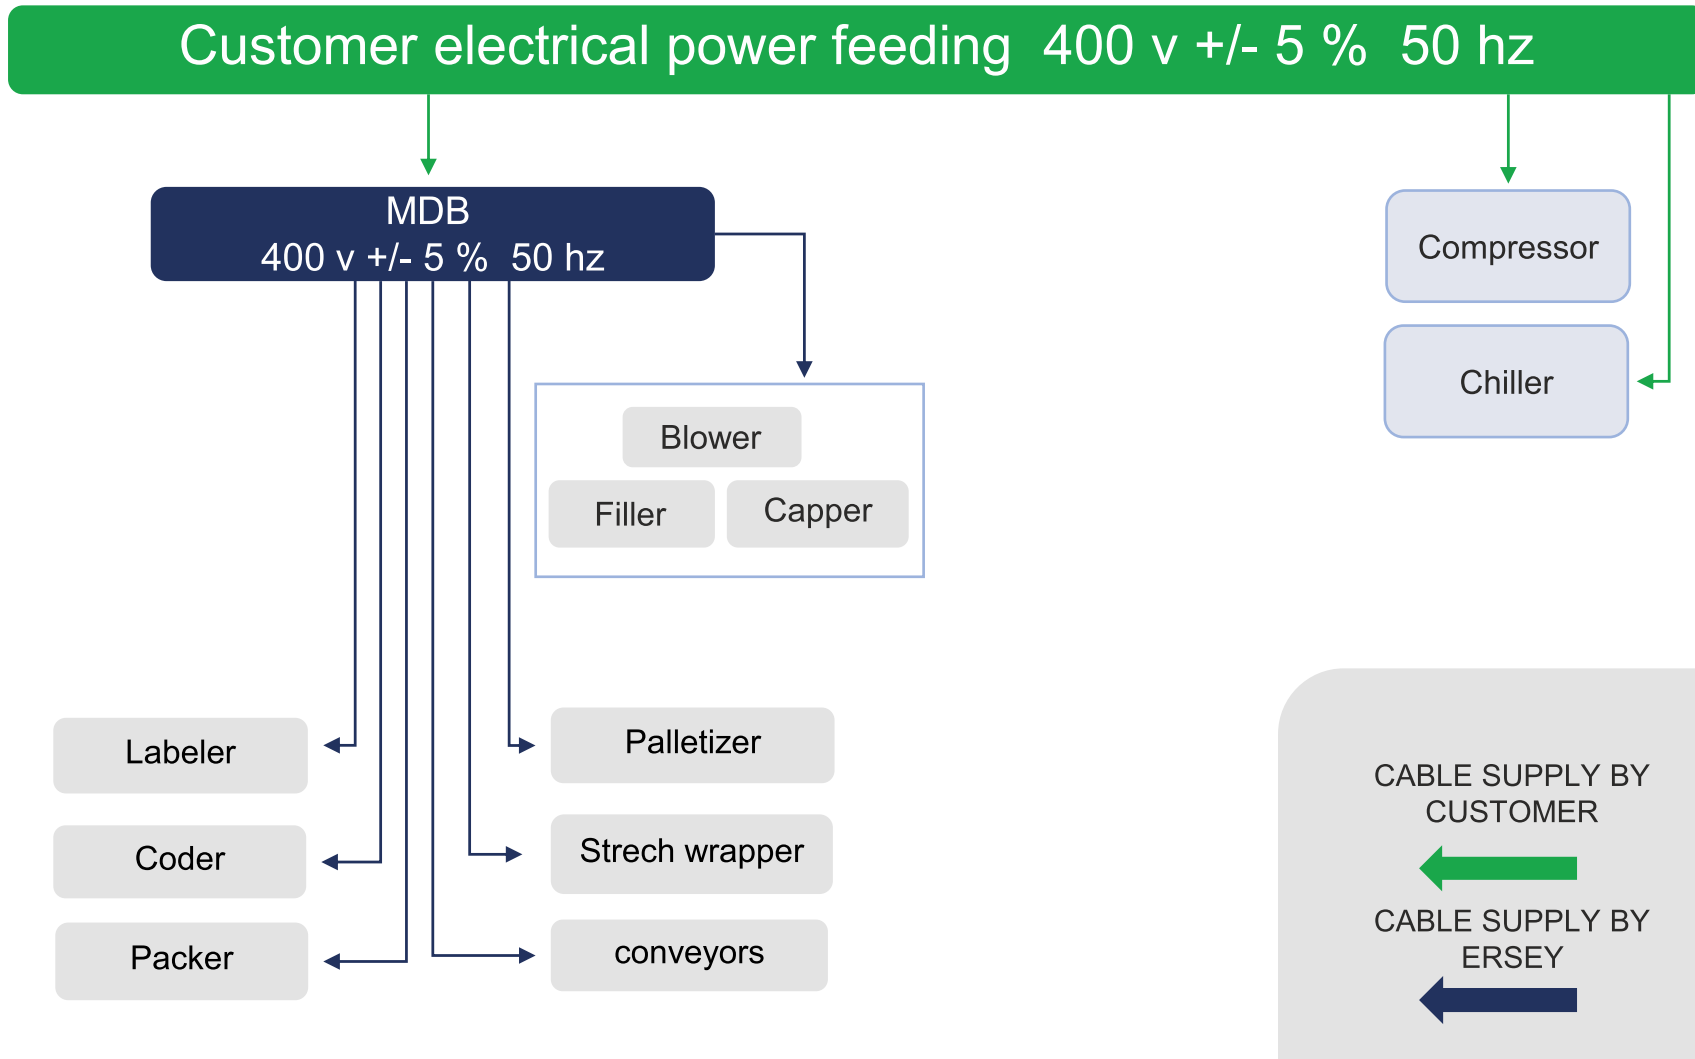 Customer electrical power feeding 400 v +/- 5 % 50 hz
MDB
400 v +/- 5 % 50 hz
Compressor
Chiller
Blower
Filler
Capper
Labeler
Palletizer
Coder
Strech wrapper
Packer
conveyors
CABLE SUPPLY BY
CUSTOMER
CABLE SUPPLY BY
ERSEY